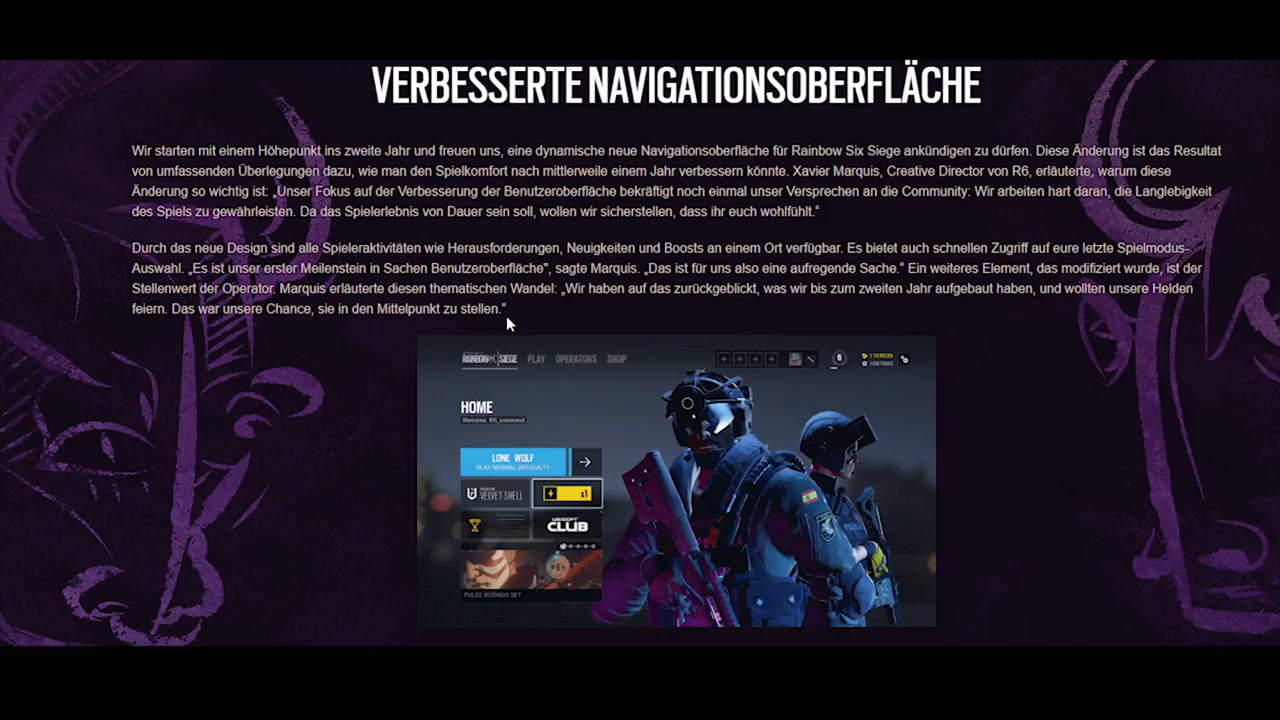 VERBESSERTE NAVIGATIONSOBERFLÄCHE
Wir starten mit einem Höhepunkt ins zweite Jahr und freuen uns, eine dynamische neue Navigationsoberfläche für Rainbow Six Siege ankündigen zu dürfen. Diese Änderung ist das Resultat
von umfassenden Überlegungen dazu, wie man den Spielkomfort nach mittlerweile einem Jahr verbessern könnte. Xavier Marquis, Creative Director von R6, erläuterte, warum diese
Änderung so wichtig ist: „Unser Fokus auf der Verbesserung der Benutzeroberfläche bekräftigt noch einmal unser Versprechen an die Community: Wir arbeiten hart daran, die Langlebigkeit
des Spiels zu gewährleisten. Da das Spielerlebnis von Dauer sein soll, wollen wir sicherstellen, dass ihr euch wohlfühlt.“
Durch das neue Design sind alle Spieleraktivitäten wie Herausforderungen, Neuigkeiten und Boosts an einem Ort verfügbar. Es bietet auch schnellen Zugriff auf eure letzte Spielmodus-
Auswahl. „Es ist unser erster Meilenstein in Sachen Benutzeroberfläche", sagte Marquis. „Das ist für uns also eine aufregende Sache.“ Ein weiteres Element, das modifiziert wurde, ist der
Stellenwert der Operator. Marquis erläuterte diesen thematischen Wandel: „Wir haben auf das zurückgeblickt, was wir bis zum zweiten Jahr aufgebaut haben, und wollten unsere Helden
feiern. Das war unsere Chance, sie in den Mittelpunkt zu stellen.“
RAINBOW SIEGE PLAY OPERATORS SHOP
6
HOME
Welcome,
LONE WOLF
PLAY NORMAL DIFFICULTY
VELVET SHELL
x1
UBISOFT
CLUB
PULSE BUSHIDO SET